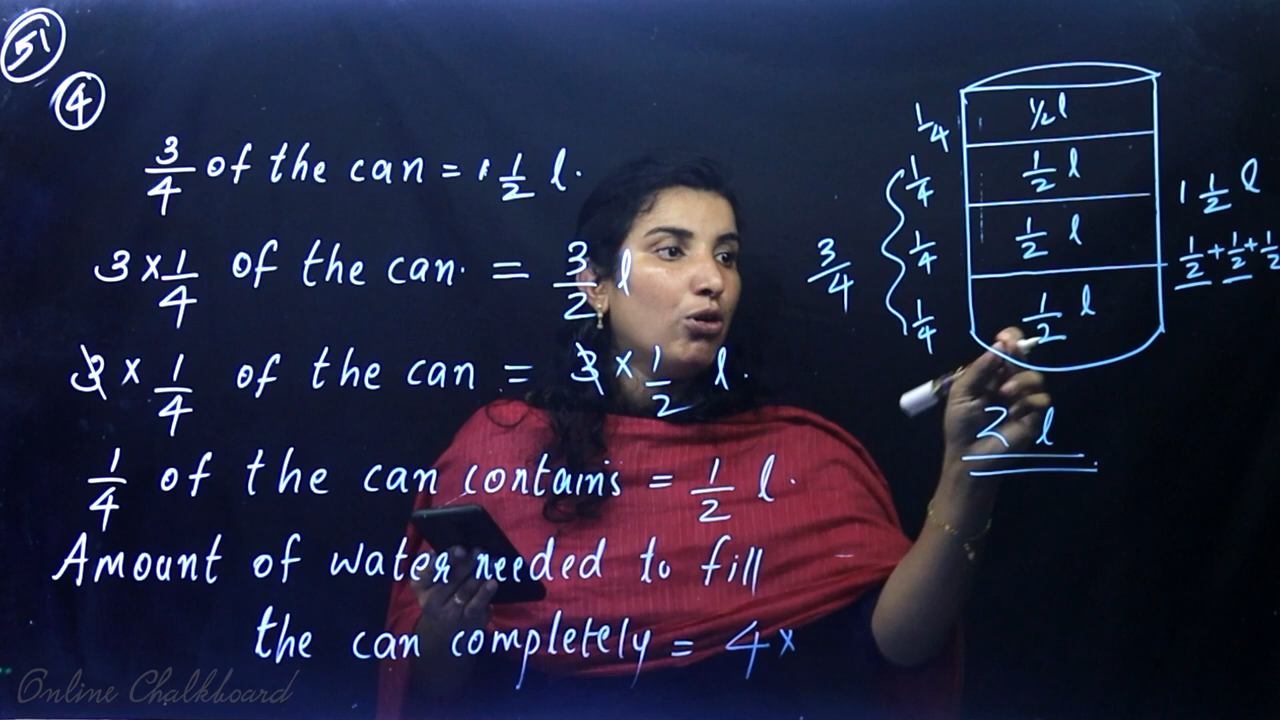 51
4
3/4 of the can = 1 1/2 l.
3 × 1/4 of the can. = 3/2 l
3 × 1/4 of the can = 3 × 1/2 l.
1/4 of the can contains = 1/2 l.
Amount of water needed to fill
the can completely = 4 ×
1/4 1/2 l
1/4 1/2 l 1 1/2 l
3/4 1/4 1/2 l 1/2 + 1/2 + 1/2
1/4 1/2 l
2 l
Online Chalkboard